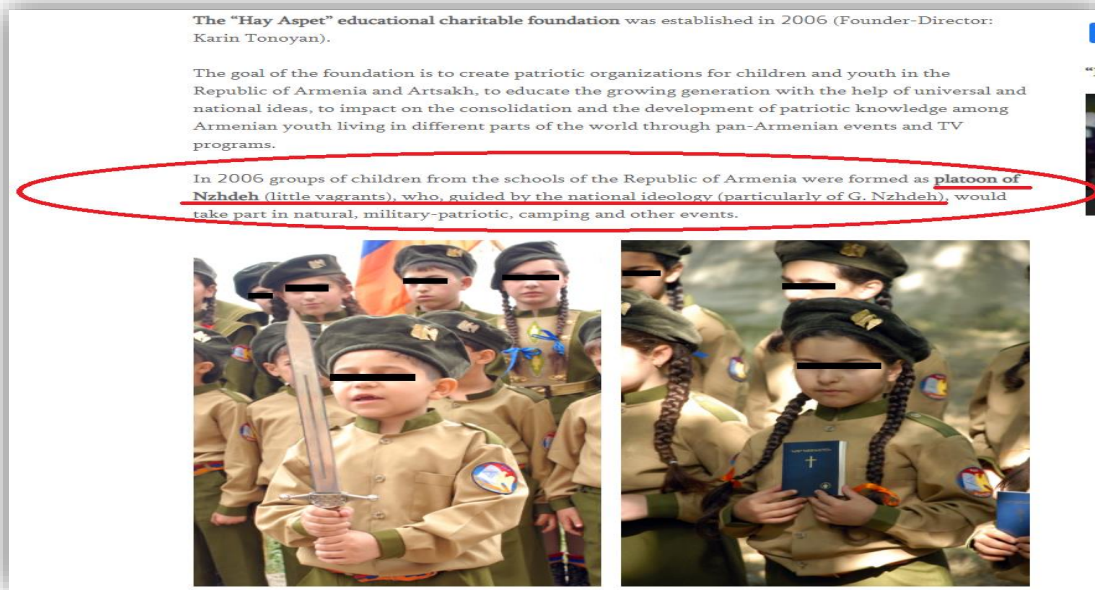 The “Hay Aspet” educational charitable foundation was established in 2006 (Founder-Director:
Karin Tonoyan).
The goal of the foundation is to create patriotic organizations for children and youth in the
Republic of Armenia and Artsakh, to educate the growing generation with the help of universal and
national ideas, to impact on the consolidation and the development of patriotic knowledge among
Armenian youth living in different parts of the world through pan-Armenian events and TV
programs.
In 2006 groups of children from the schools of the Republic of Armenia were formed as platoon of
Nzhdeh (little vagrants), who, guided by the national ideology (particularly of G. Nzhdeh), would
take part in natural, military-patriotic, camping and other events.